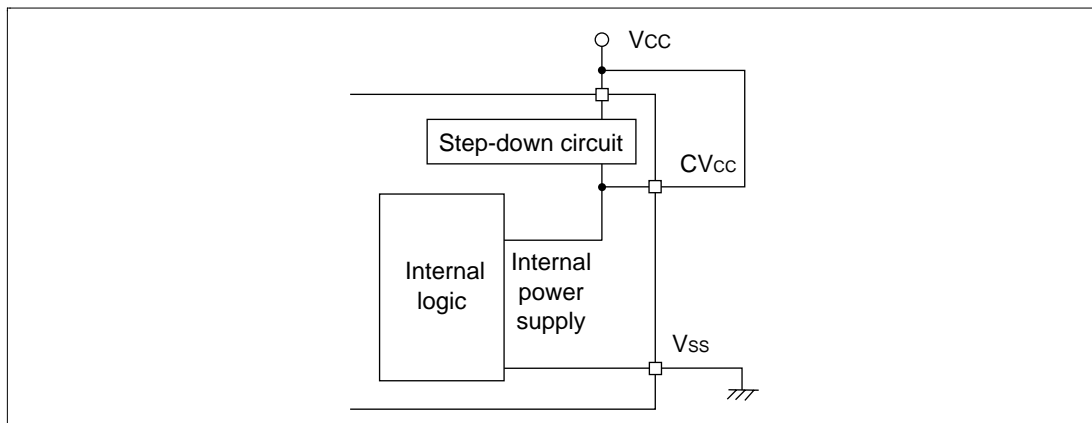 VCC
Step-down circuit
CVCC
Internal
logic
Internal
power
supply
VSS